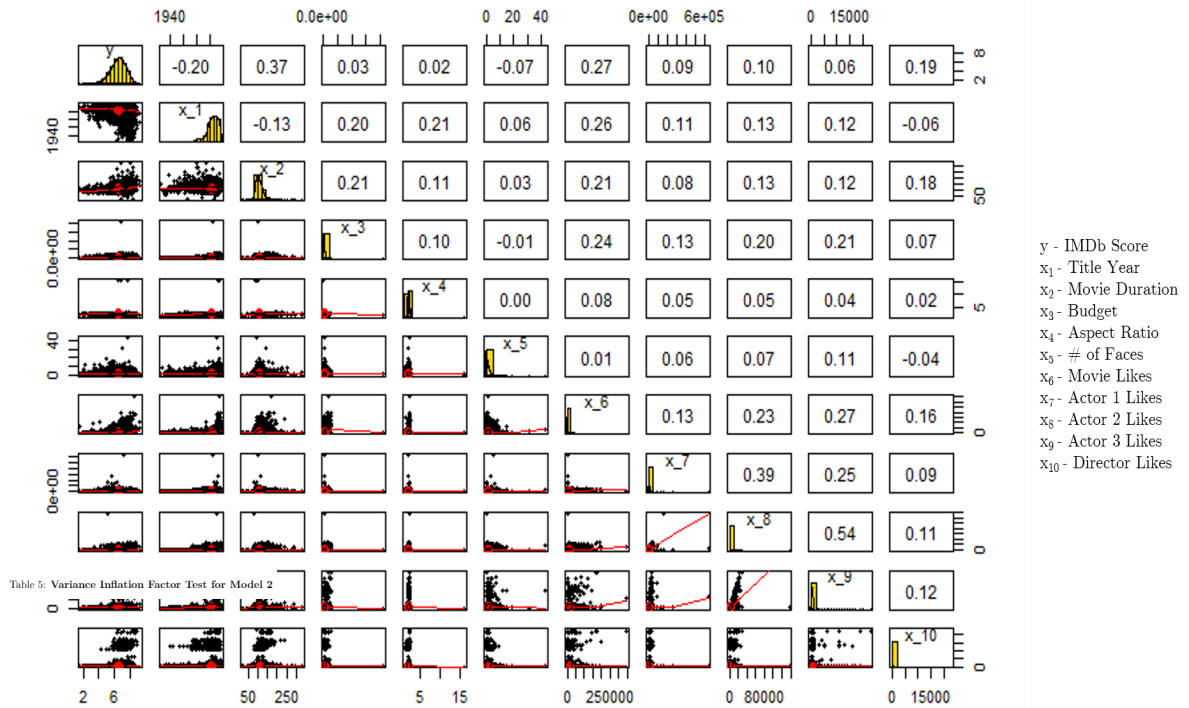 1940 0.0e+00 0 20 40 0e+00 6e+05 0 15000
y -0.20 0.37 0.03 0.02 -0.07 0.27 0.09 0.10 0.06 0.19 2 8
1940 x_1 -0.13 0.20 0.21 0.06 0.26 0.11 0.13 0.12 -0.06
x_2 0.21 0.11 0.03 0.21 0.08 0.13 0.12 0.18 50
0.0e+00 x_3 0.10 -0.01 0.24 0.13 0.20 0.21 0.07
x_4 0.00 0.08 0.05 0.05 0.04 0.02 5
0 40 x_5 0.01 0.06 0.07 0.11 -0.04
x_6 0.13 0.23 0.27 0.16 0
0e+00 x_7 0.39 0.25 0.09
x_8 0.54 0.11 0
Table 5: Variance Inflation Factor Test for Model 2
0 x_9 0.12
x_10 0
2 6 50 250 5 15 0 250000 0 80000 0 15000
y - IMDb Score
x₁ - Title Year
x₂ - Movie Duration
x₃ - Budget
x₄ - Aspect Ratio
x₅ - # of Faces
x₆ - Movie Likes
x₇ - Actor 1 Likes
x₈ - Actor 2 Likes
x₉ - Actor 3 Likes
x₁₀ - Director Likes